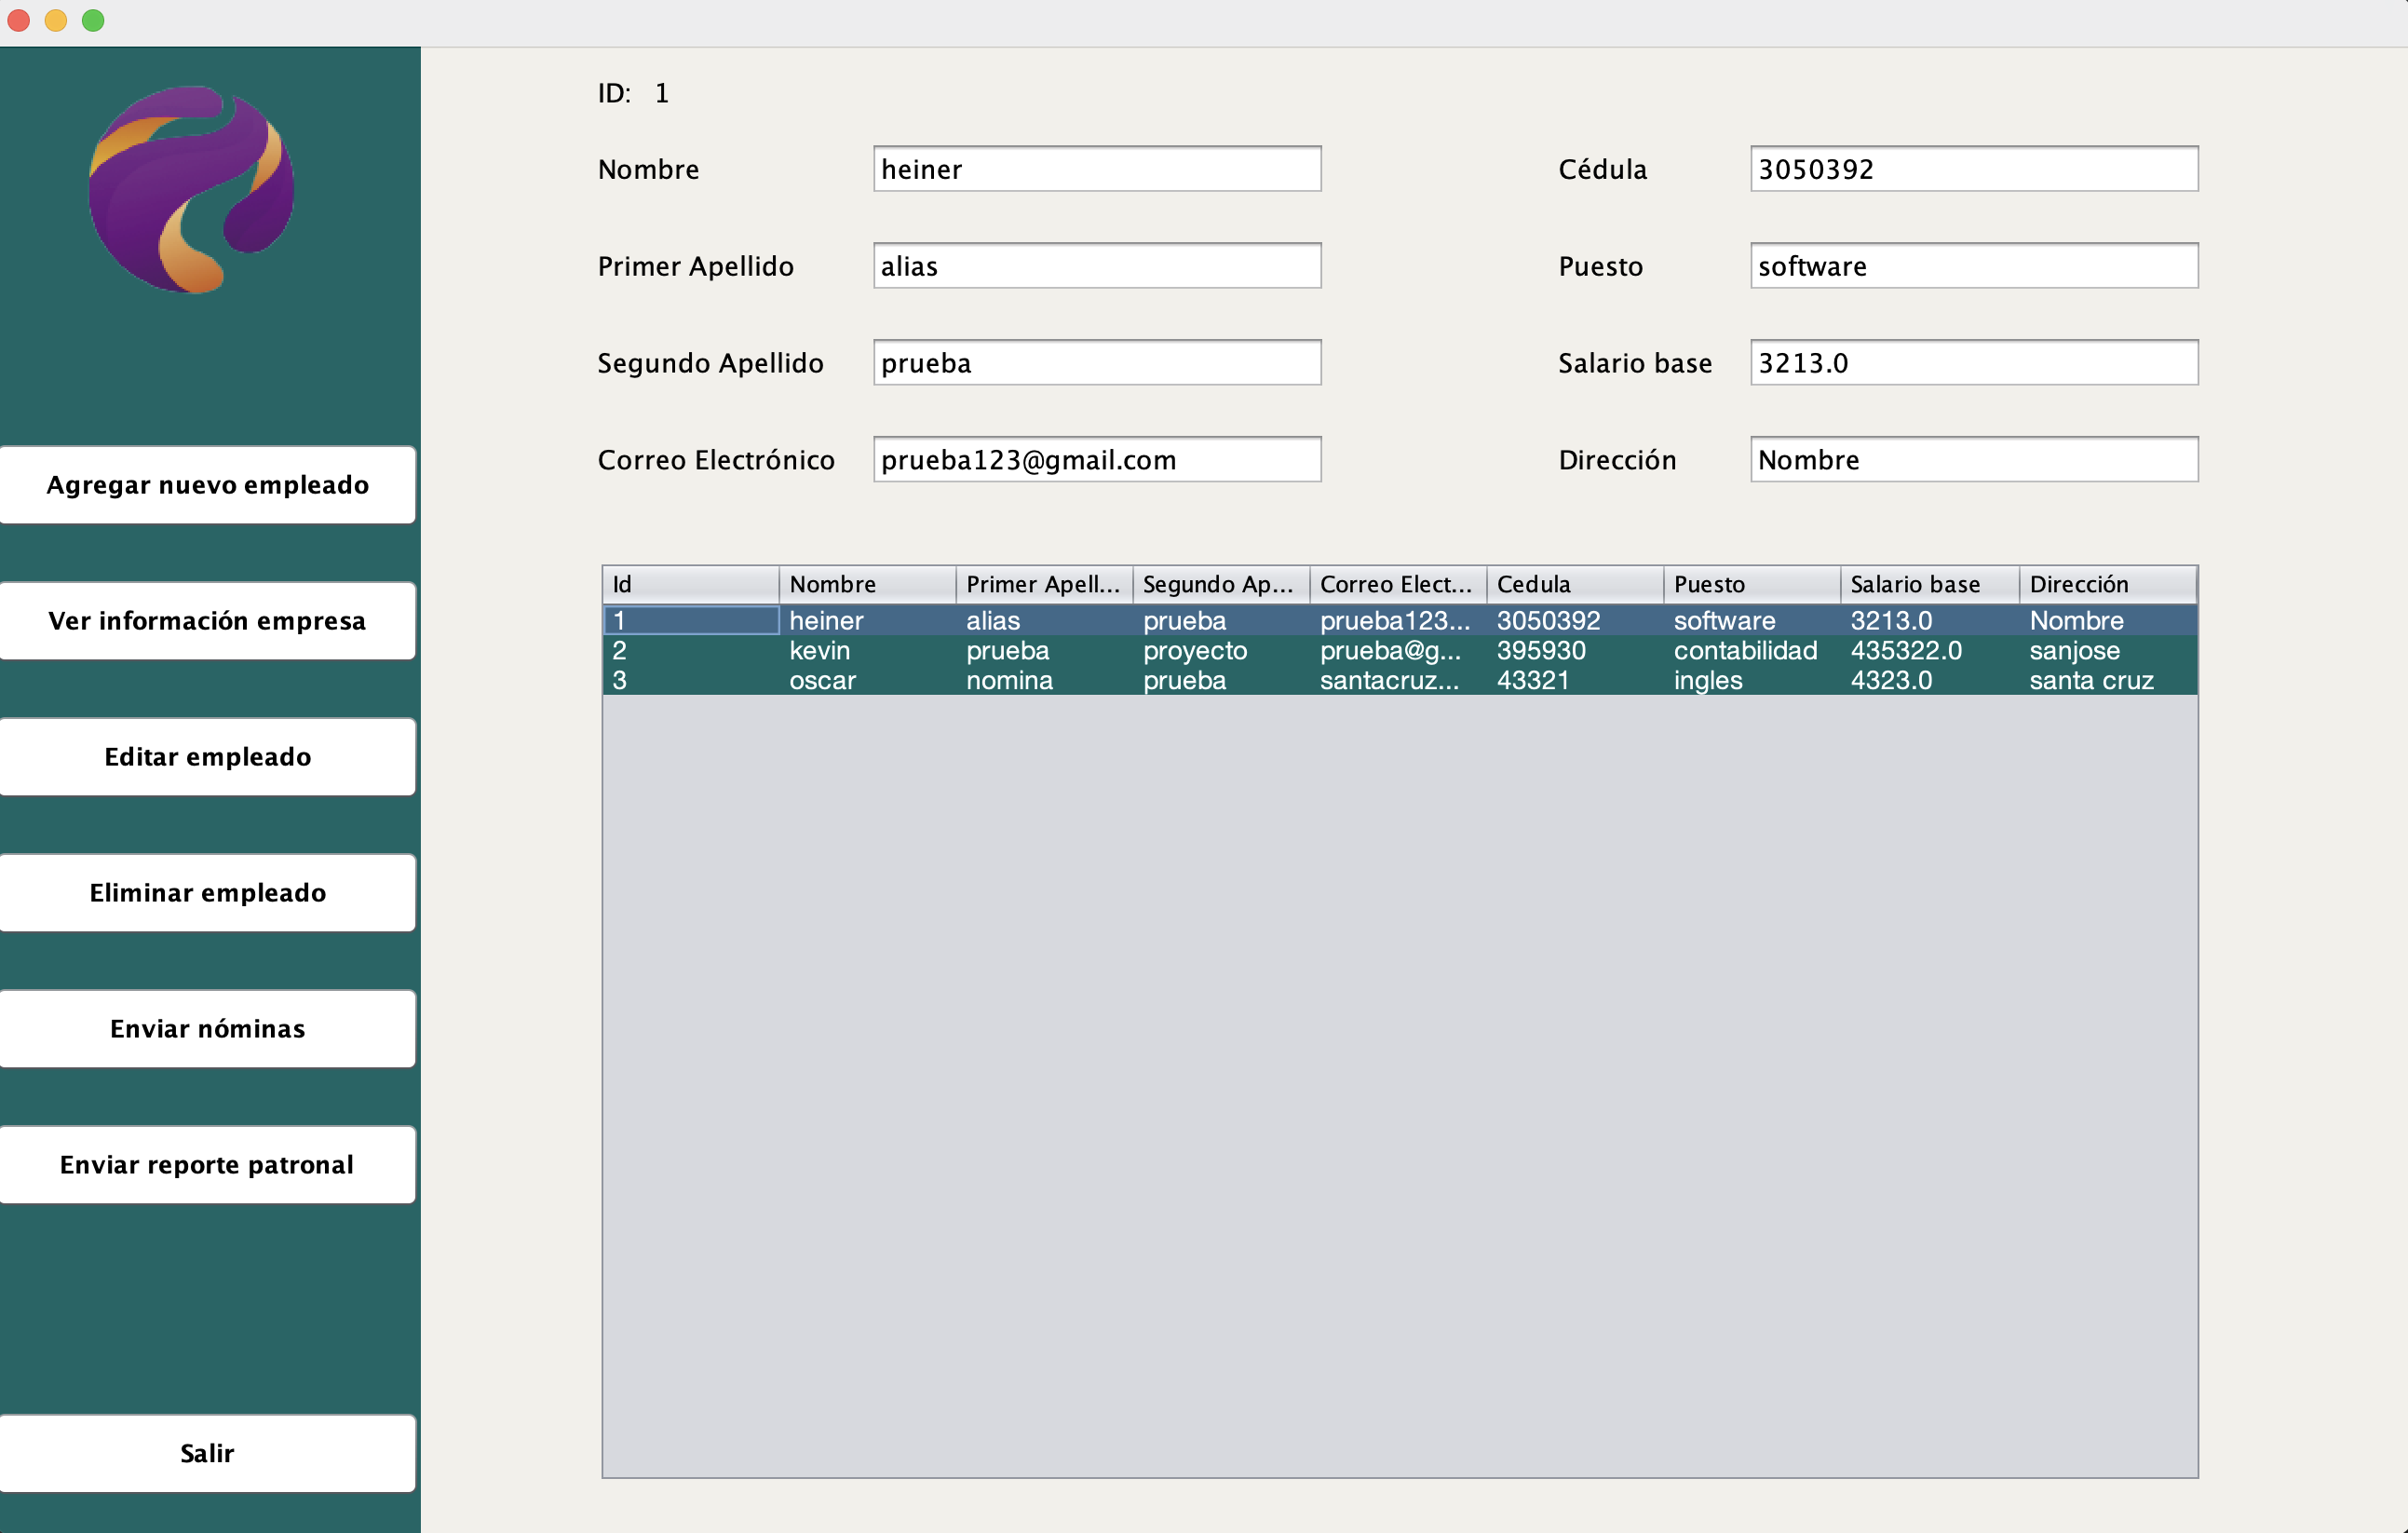 ID: 1
Nombre heiner Cédula 3050392
Primer Apellido alias Puesto software
Segundo Apellido prueba Salario base 3213.0
Correo Electrónico prueba123@gmail.com Dirección Nombre
Agregar nuevo empleado
Ver información empresa
Editar empleado
Eliminar empleado
Enviar nóminas
Enviar reporte patronal
Salir
Id Nombre Primer Apell... Segundo Ap... Correo Elect... Cedula Puesto Salario base Dirección
1 heiner alias prueba prueba123... 3050392 software 3213.0 Nombre
2 kevin prueba proyecto prueba@g... 395930 contabilidad 435322.0 sanjose
3 oscar nomina prueba santacruz... 43321 ingles 4323.0 santa cruz